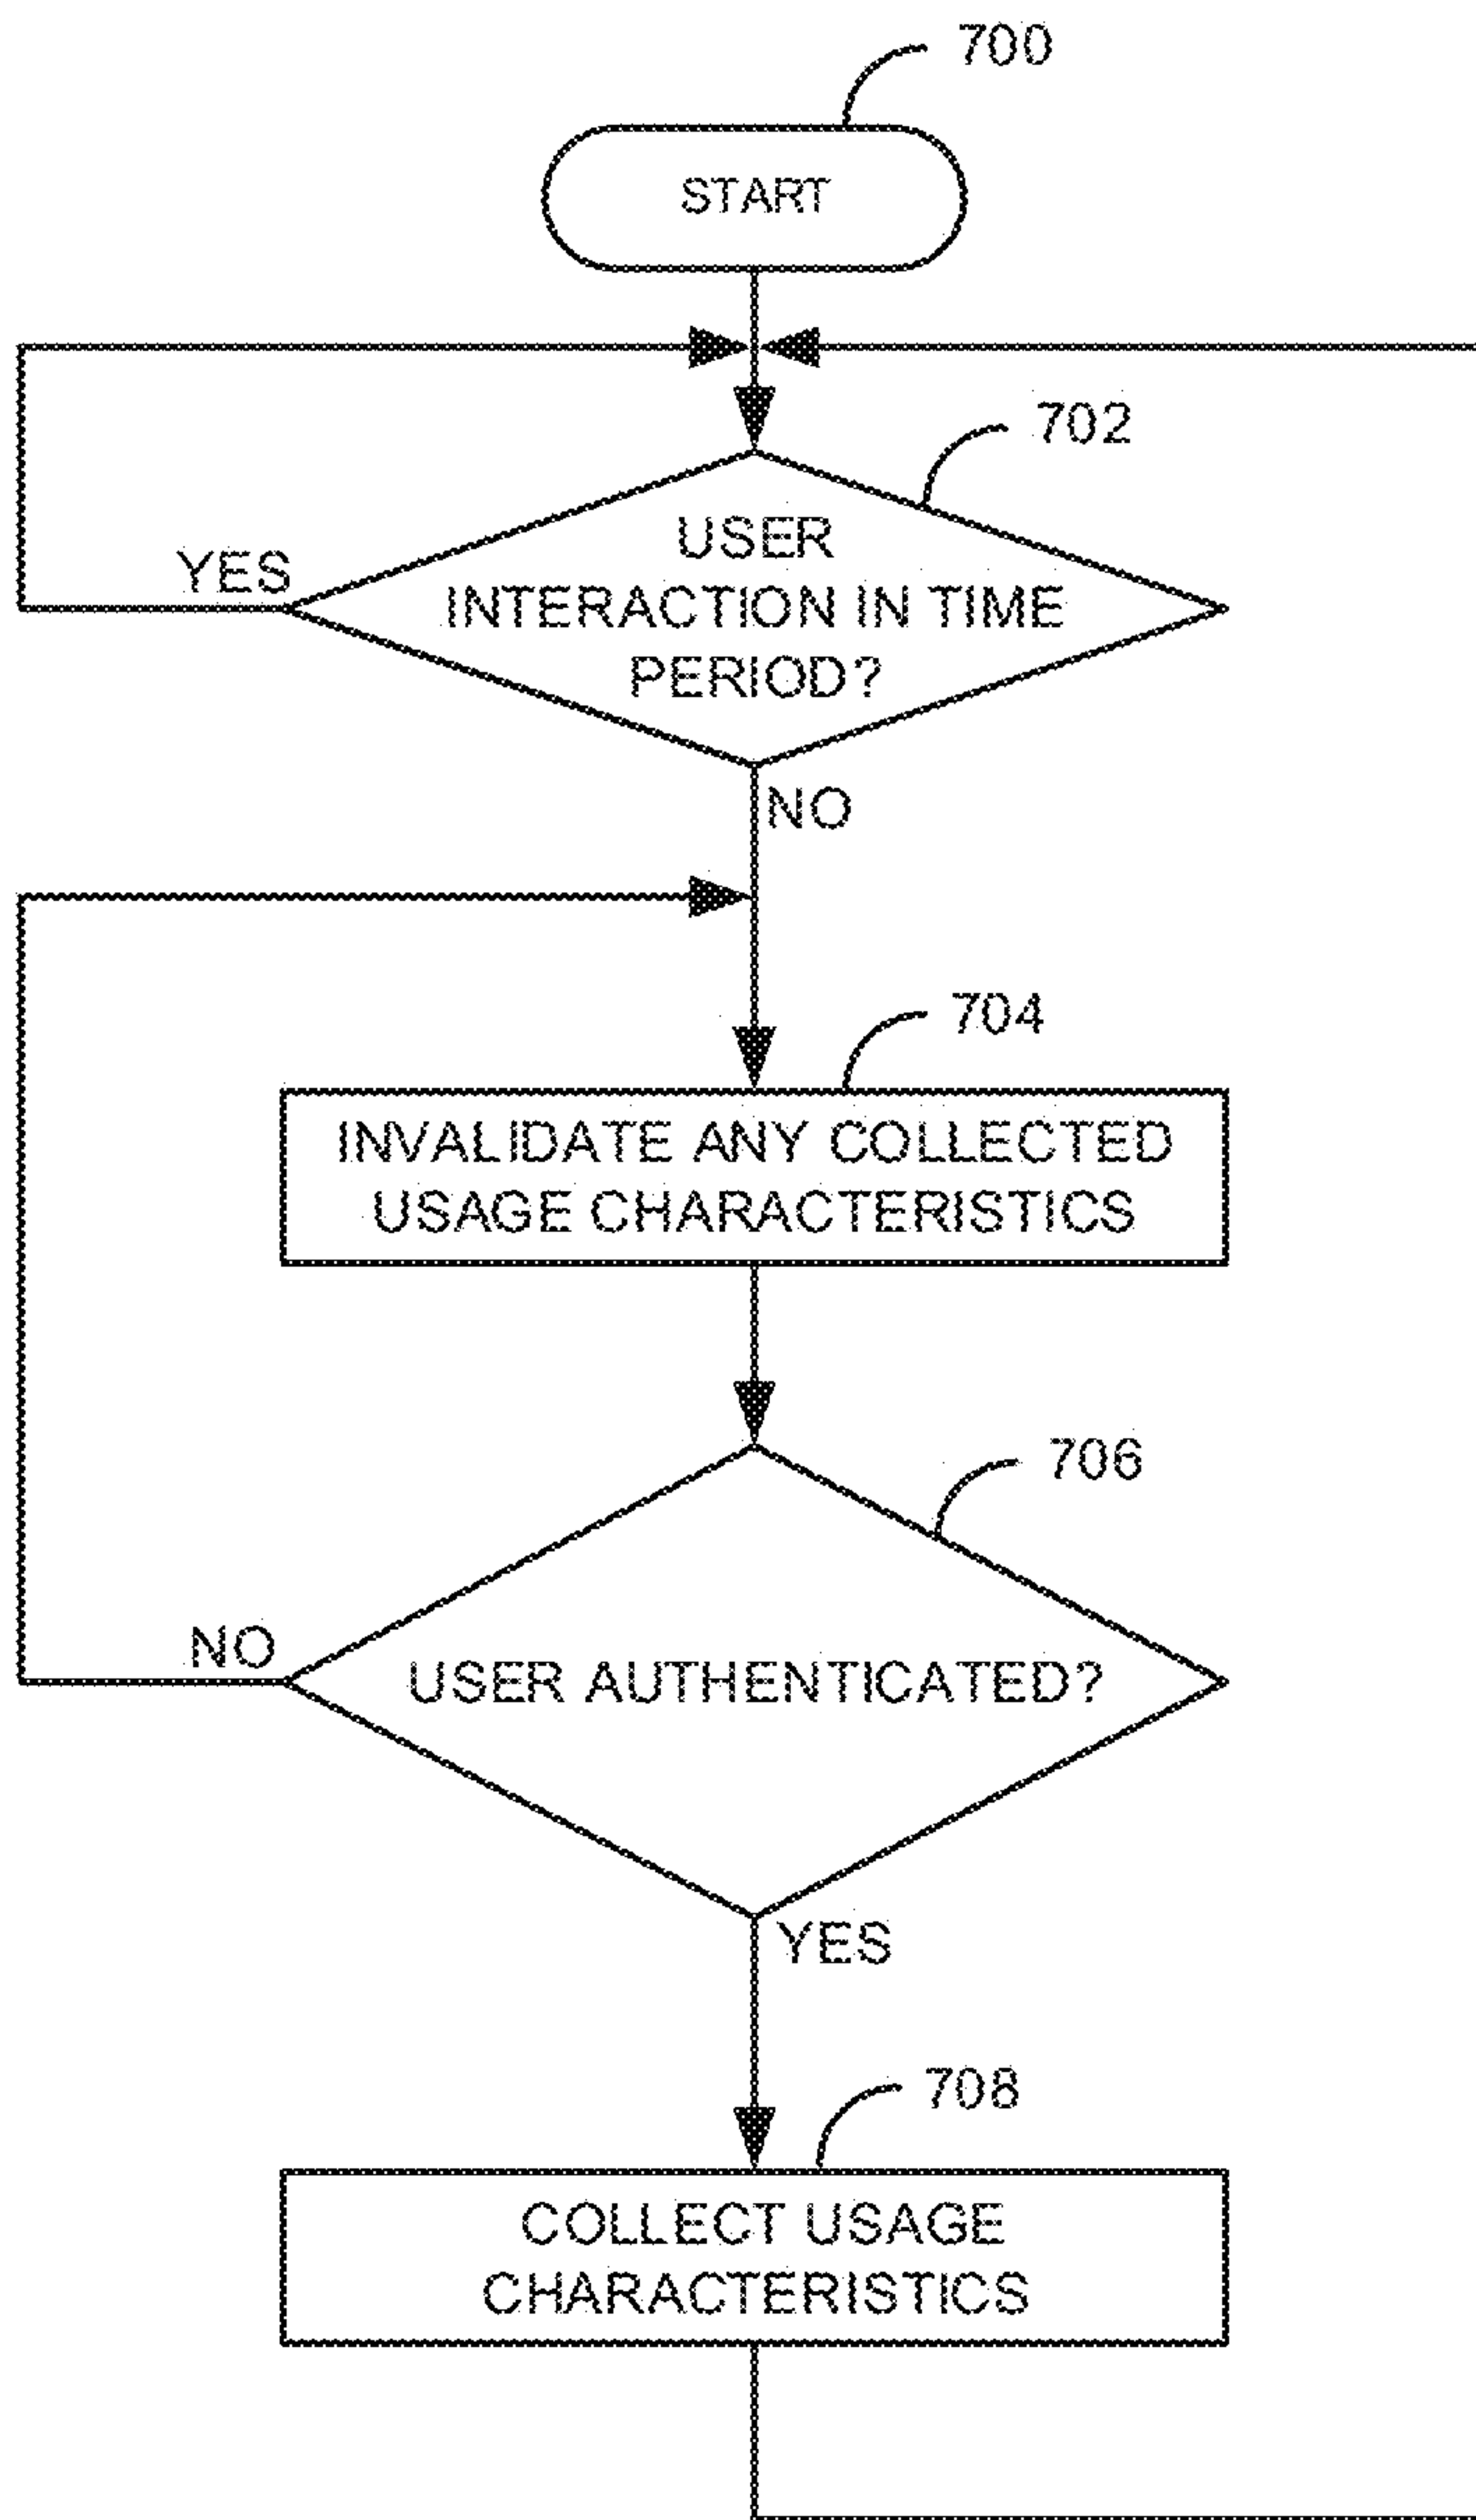 700
START
702
USER
INTERACTION IN TIME
PERIOD?
YES
NO
704
INVALIDATE ANY COLLECTED
USAGE CHARACTERISTICS
706
USER AUTHENTICATED?
NO
YES
708
COLLECT USAGE
CHARACTERISTICS